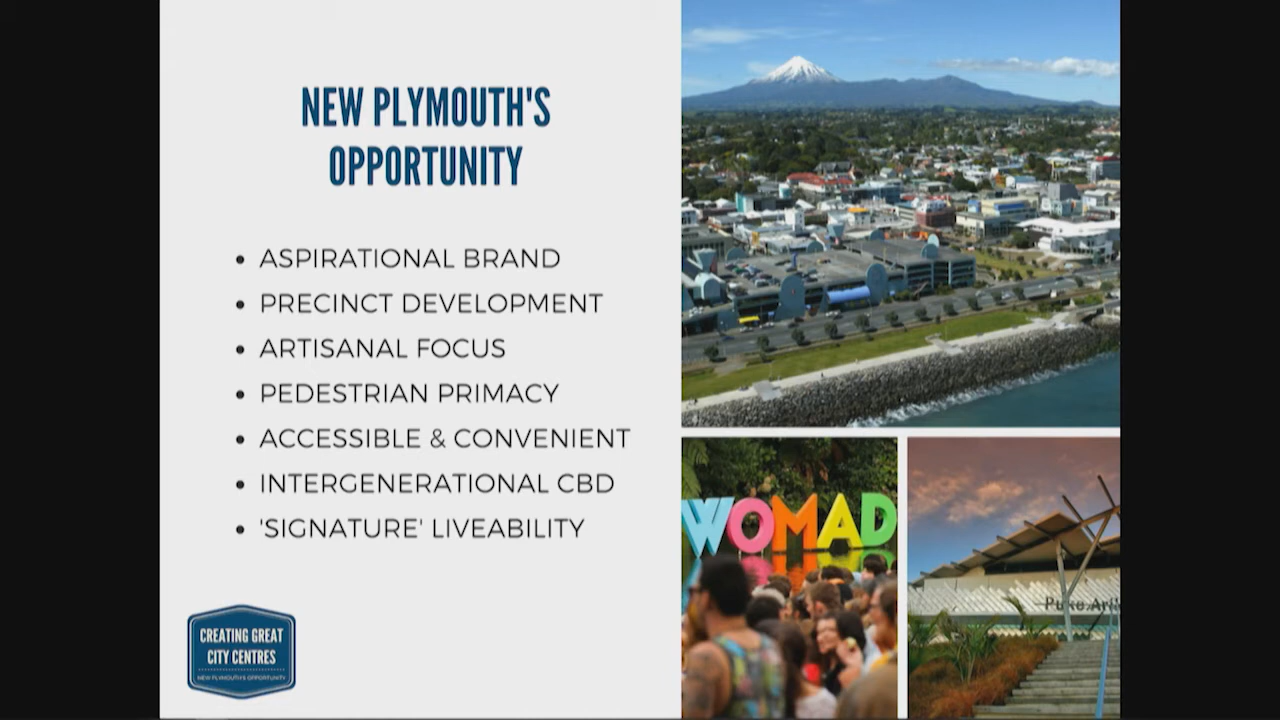 NEW PLYMOUTH'S
OPPORTUNITY
• ASPIRATIONAL BRAND
• PRECINCT DEVELOPMENT
• ARTISANAL FOCUS
• PEDESTRIAN PRIMACY
• ACCESSIBLE & CONVENIENT
• INTERGENERATIONAL CBD
• 'SIGNATURE' LIVEABILITY
CREATING GREAT
CITY CENTRES
NEW PLYMOUTH'S OPPORTUNITY
WOMAD